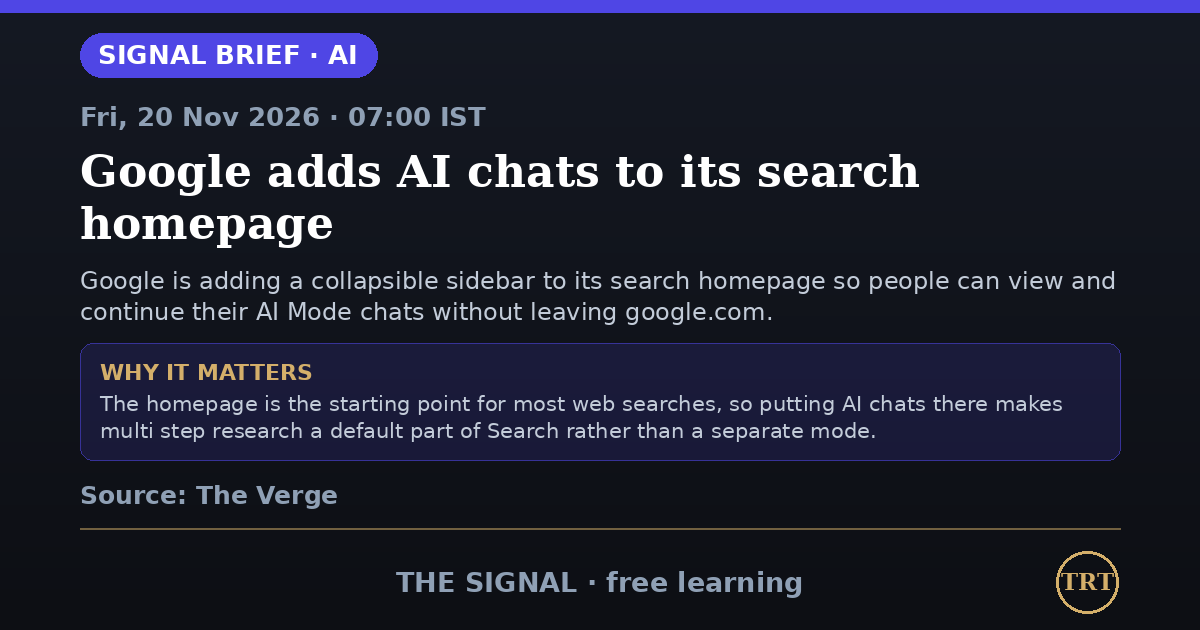 SIGNAL BRIEF · AI
Fri, 20 Nov 2026 · 07:00 IST
Google adds AI chats to its search
homepage
Google is adding a collapsible sidebar to its search homepage so people can view and
continue their AI Mode chats without leaving google.com.
WHY IT MATTERS
The homepage is the starting point for most web searches, so putting AI chats there makes
multi step research a default part of Search rather than a separate mode.
Source: The Verge
THE SIGNAL · free learning
TRT